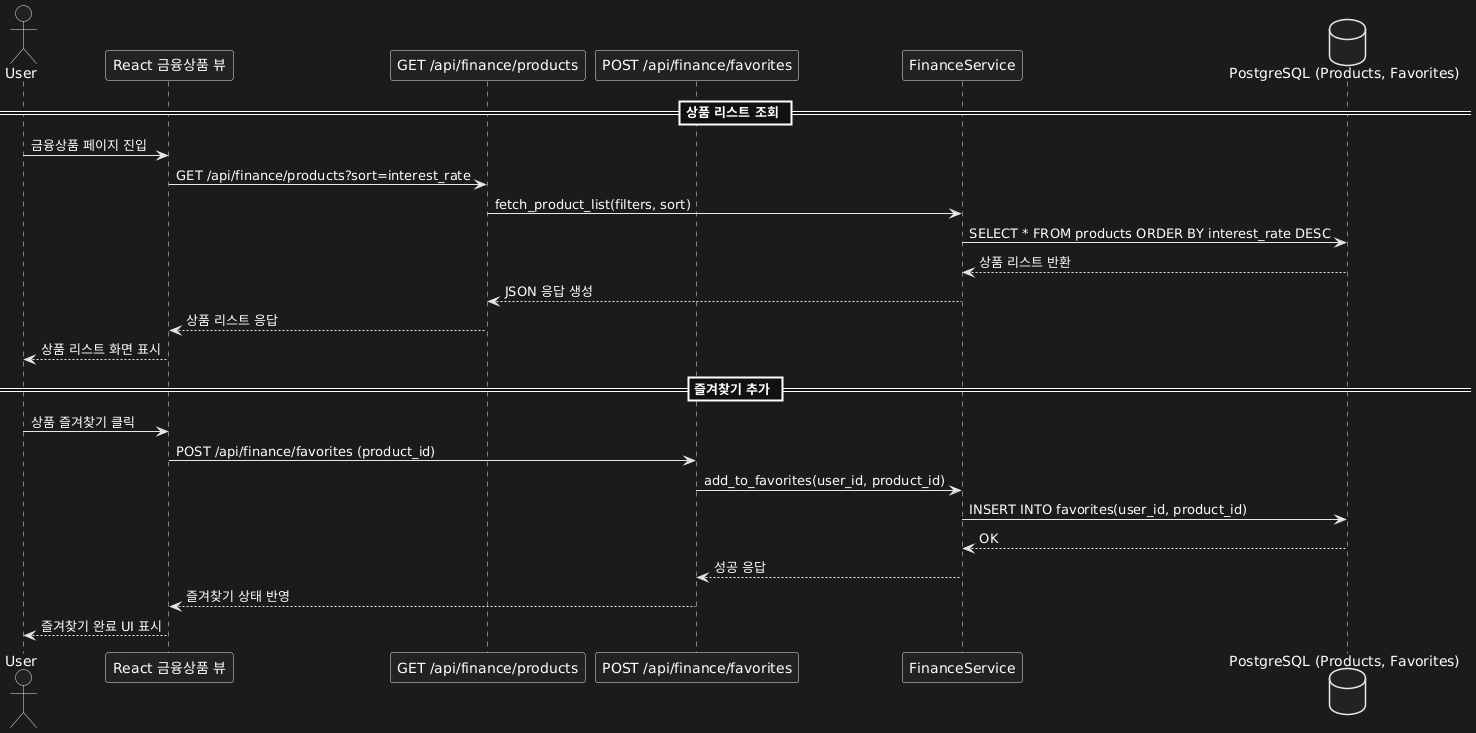 User
React 금융상품 뷰
GET /api/finance/products
POST /api/finance/favorites
FinanceService
PostgreSQL (Products, Favorites)
상품 리스트 조회
금융상품 페이지 진입
GET /api/finance/products?sort=interest_rate
fetch_product_list(filters, sort)
SELECT * FROM products ORDER BY interest_rate DESC
상품 리스트 반환
JSON 응답 생성
상품 리스트 응답
상품 리스트 화면 표시
즐겨찾기 추가
상품 즐겨찾기 클릭
POST /api/finance/favorites (product_id)
add_to_favorites(user_id, product_id)
INSERT INTO favorites(user_id, product_id)
OK
성공 응답
즐겨찾기 상태 반영
즐겨찾기 완료 UI 표시
User
React 금융상품 뷰
GET /api/finance/products
POST /api/finance/favorites
FinanceService
PostgreSQL (Products, Favorites)